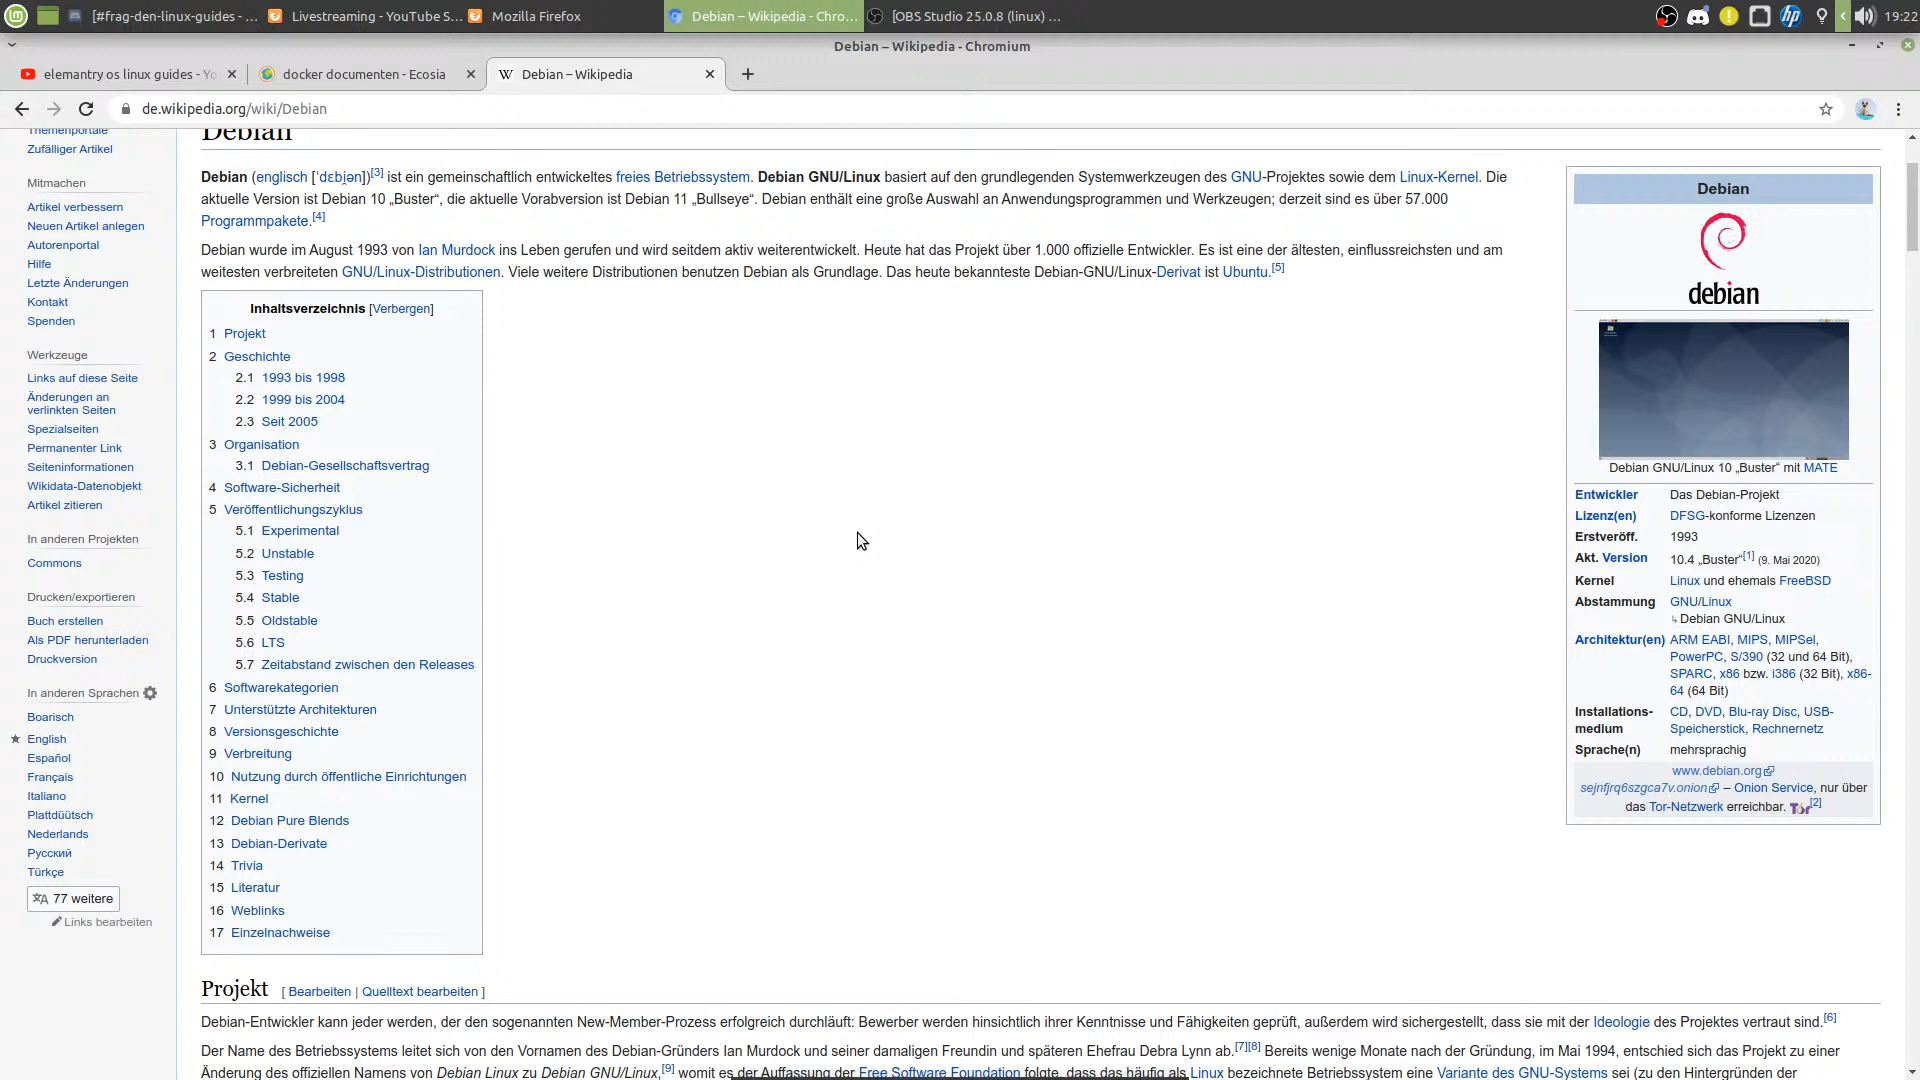 [#frag-den-linux-guides - ...
Livestreaming - YouTube S...
Mozilla Firefox
Debian – Wikipedia - Chro...
[OBS Studio 25.0.8 (linux) ...
19:22
Debian – Wikipedia - Chromium
elemantry os linux guides - Yo
docker documenten - Ecosia
Debian – Wikipedia
de.wikipedia.org/wiki/Debian
Themenportale
Zufälliger Artikel
Mitmachen
Artikel verbessern
Neuen Artikel anlegen
Autorenportal
Hilfe
Letzte Änderungen
Kontakt
Spenden
Werkzeuge
Links auf diese Seite
Änderungen an
verlinkten Seiten
Spezialseiten
Permanenter Link
Seiteninformationen
Wikidata-Datenobjekt
Artikel zitieren
In anderen Projekten
Commons
Drucken/exportieren
Buch erstellen
Als PDF herunterladen
Druckversion
In anderen Sprachen
Boarisch
English
Español
Français
Italiano
Plattdüütsch
Nederlands
Русский
Türkçe
77 weitere
Links bearbeiten
Debian
Debian (englisch [ˈdɛbi̯ən])[3] ist ein gemeinschaftlich entwickeltes freies Betriebssystem. Debian GNU/Linux basiert auf den grundlegenden Systemwerkzeugen des GNU-Projektes sowie dem Linux-Kernel. Die
aktuelle Version ist Debian 10 „Buster“, die aktuelle Vorabversion ist Debian 11 „Bullseye“. Debian enthält eine große Auswahl an Anwendungsprogrammen und Werkzeugen; derzeit sind es über 57.000
Programmpakete.[4]
Debian wurde im August 1993 von Ian Murdock ins Leben gerufen und wird seitdem aktiv weiterentwickelt. Heute hat das Projekt über 1.000 offizielle Entwickler. Es ist eine der ältesten, einflussreichsten und am
weitesten verbreiteten GNU/Linux-Distributionen. Viele weitere Distributionen benutzen Debian als Grundlage. Das heute bekannteste Debian-GNU/Linux-Derivat ist Ubuntu.[5]
Inhaltsverzeichnis [Verbergen]
1 Projekt
2 Geschichte
2.1 1993 bis 1998
2.2 1999 bis 2004
2.3 Seit 2005
3 Organisation
3.1 Debian-Gesellschaftsvertrag
4 Software-Sicherheit
5 Veröffentlichungszyklus
5.1 Experimental
5.2 Unstable
5.3 Testing
5.4 Stable
5.5 Oldstable
5.6 LTS
5.7 Zeitabstand zwischen den Releases
6 Softwarekategorien
7 Unterstützte Architekturen
8 Versionsgeschichte
9 Verbreitung
10 Nutzung durch öffentliche Einrichtungen
11 Kernel
12 Debian Pure Blends
13 Debian-Derivate
14 Trivia
15 Literatur
16 Weblinks
17 Einzelnachweise
Debian
debian
Debian GNU/Linux 10 „Buster“ mit MATE
Entwickler Das Debian-Projekt
Lizenz(en) DFSG-konforme Lizenzen
Erstveröff. 1993
Akt. Version 10.4 „Buster“[1] (9. Mai 2020)
Kernel Linux und ehemals FreeBSD
Abstammung GNU/Linux
↳ Debian GNU/Linux
Architektur(en) ARM EABI, MIPS, MIPSel,
PowerPC, S/390 (32 und 64 Bit),
SPARC, x86 bzw. i386 (32 Bit), x86-
64 (64 Bit)
Installations- CD, DVD, Blu-ray Disc, USB-
medium Speicherstick, Rechnernetz
Sprache(n) mehrsprachig
www.debian.org
sejnfjrq6szgca7v.onion – Onion Service, nur über
das Tor-Netzwerk erreichbar. Tor[2]
Projekt [ Bearbeiten | Quelltext bearbeiten ]
Debian-Entwickler kann jeder werden, der den sogenannten New-Member-Prozess erfolgreich durchläuft: Bewerber werden hinsichtlich ihrer Kenntnisse und Fähigkeiten geprüft, außerdem wird sichergestellt, dass sie mit der Ideologie des Projektes vertraut sind.[6]
Der Name des Betriebssystems leitet sich von den Vornamen des Debian-Gründers Ian Murdock und seiner damaligen Freundin und späteren Ehefrau Debra Lynn ab.[7][8] Bereits wenige Monate nach der Gründung, im Mai 1994, entschied sich das Projekt zu einer
Änderung des offiziellen Namens von Debian Linux zu Debian GNU/Linux,[9] womit es der Auffassung der Free Software Foundation folgte, dass das häufig als Linux bezeichnete Betriebssystem eine Variante des GNU-Systems sei (zu den Hintergründen der